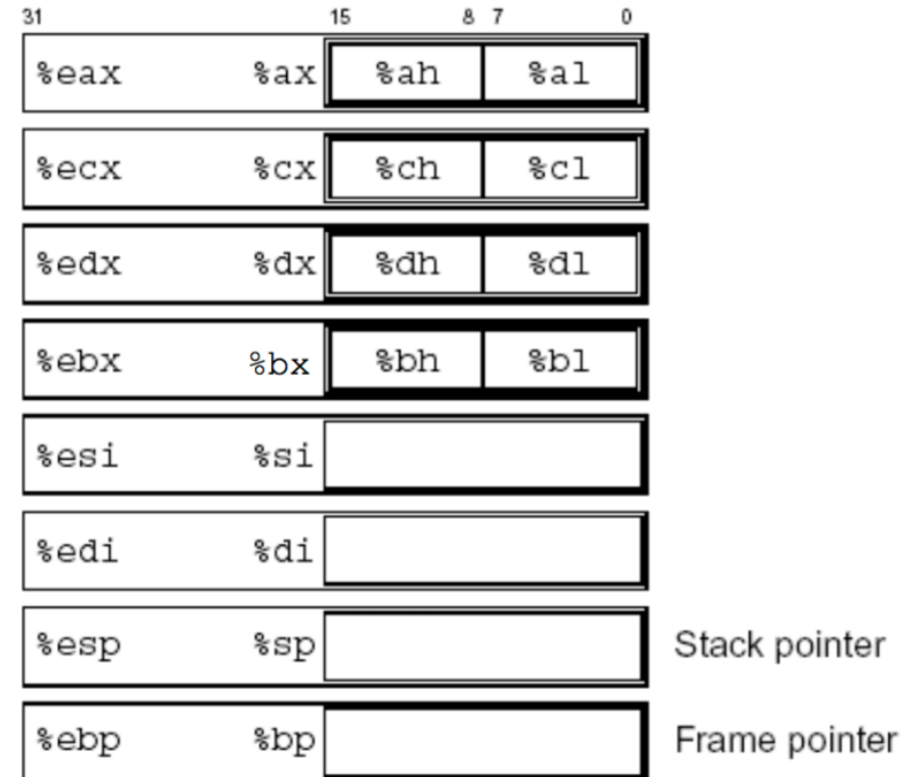 31 15 8 7 0
%eax %ax %ah %al
%ecx %cx %ch %cl
%edx %dx %dh %dl
%ebx %bx %bh %bl
%esi %si
%edi %di
%esp %sp Stack pointer
%ebp %bp Frame pointer